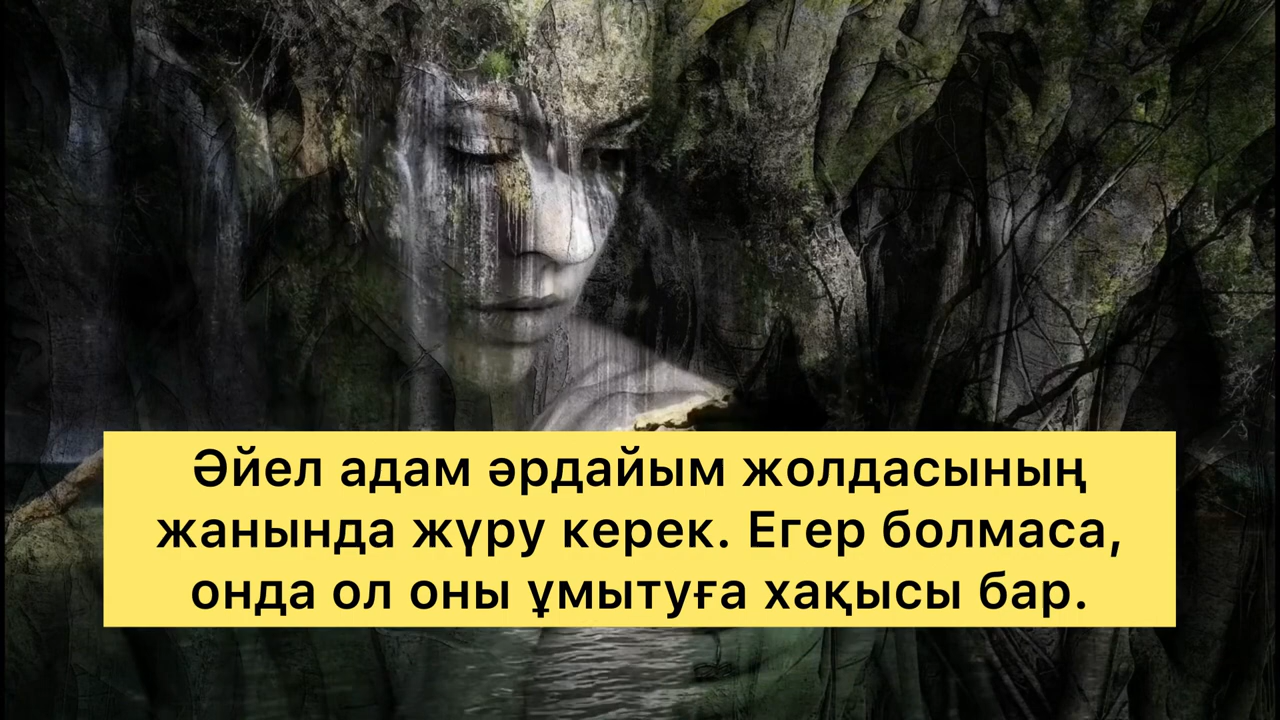 Әйел адам әрдайым жолдасының
жанында жүру керек. Егер болмаса,
онда ол оны ұмытуға хақысы бар.